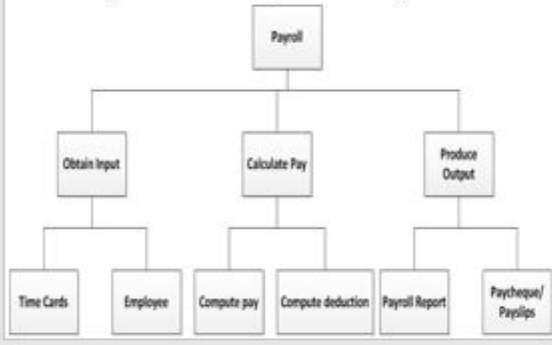 Payroll
Obtain Input
Calculate Pay
Produce
Output
Time Cards
Employee
Compute pay
Compute deduction
Payroll Report
Paycheque/
Payslips